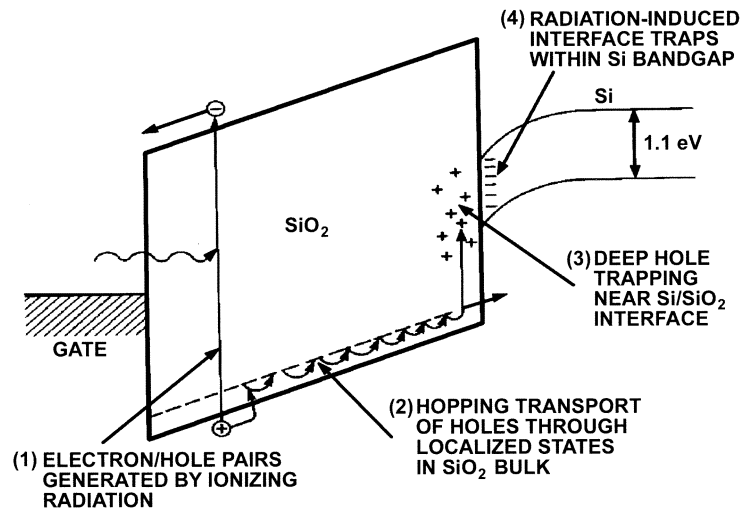 (4) RADIATION-INDUCED
INTERFACE TRAPS
WITHIN Si BANDGAP
Si
1.1 eV
SiO₂
(3) DEEP HOLE
TRAPPING
NEAR Si/SiO₂
INTERFACE
GATE
(2) HOPPING TRANSPORT
OF HOLES THROUGH
LOCALIZED STATES
IN SiO₂ BULK
(1) ELECTRON/HOLE PAIRS
GENERATED BY IONIZING
RADIATION